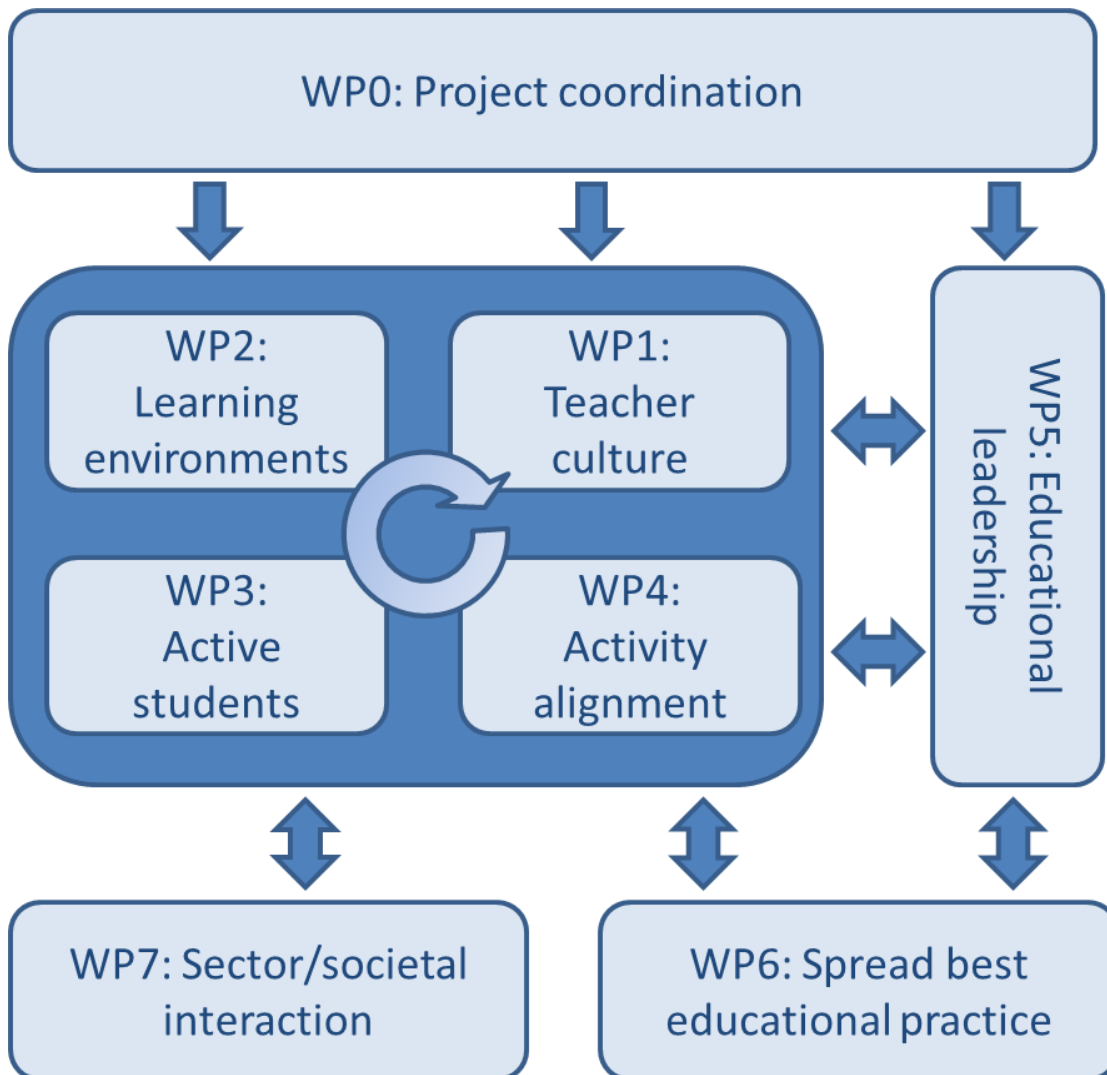 WP0: Project coordination
WP2:
Learning
environments
WP1:
Teacher
culture
WP5: Educational
leadership
WP3:
Active
students
WP4:
Activity
alignment
WP7: Sector/societal
interaction
WP6: Spread best
educational practice